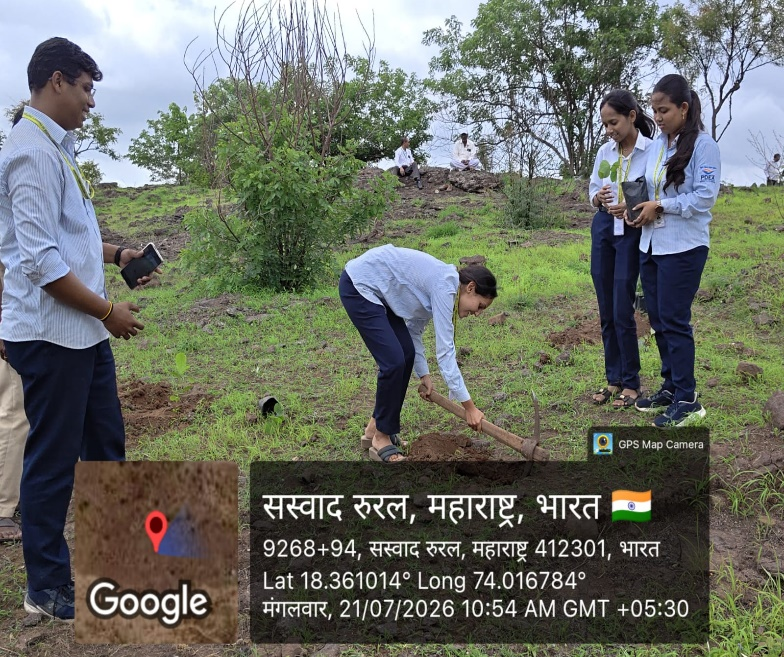 PDEA
GPS Map Camera
सस्वाद रुरल, महाराष्ट्र, भारत
9268+94, सस्वाद रुरल, महाराष्ट्र 412301, भारत
Lat 18.361014° Long 74.016784°
मंगलवार, 21/07/2026 10:54 AM GMT +05:30
Google